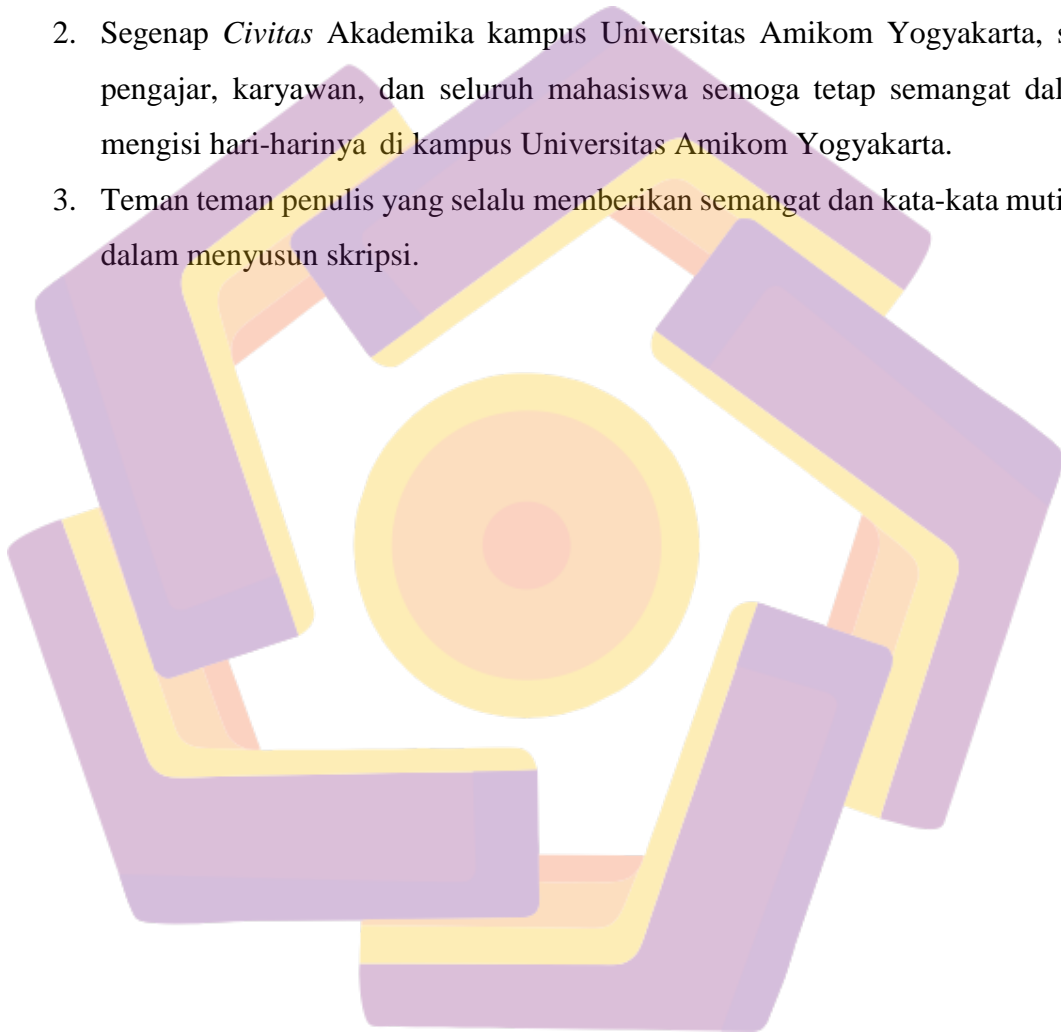 2. Segenap Civitas Akademika kampus Universitas Amikom Yogyakarta,
pengajar, karyawan, dan seluruh mahasiswa semoga tetap semangat
mengisi hari-harinya di kampus Universitas Amikom Yogyakarta.
3. Teman teman penulis yang selalu memberikan semangat dan kata-kata
dalam menyusun skripsi.